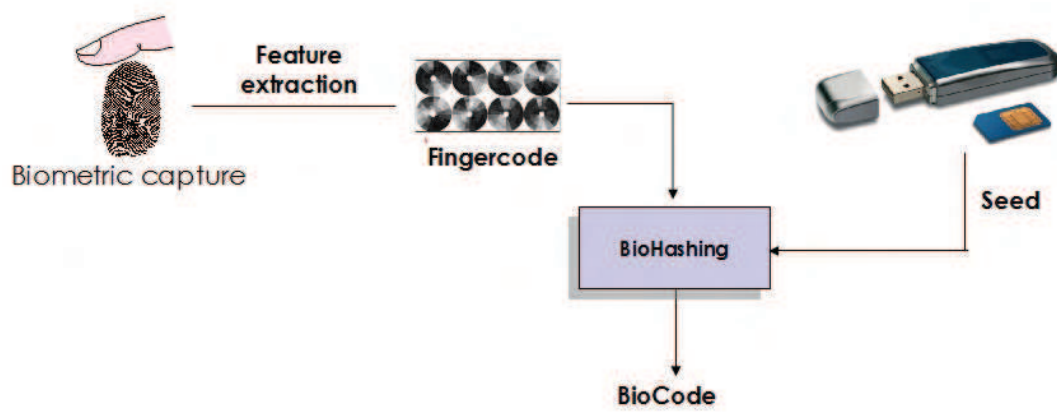 Feature
extraction
Biometric capture
Fingercode
Seed
BioHashing
BioCode